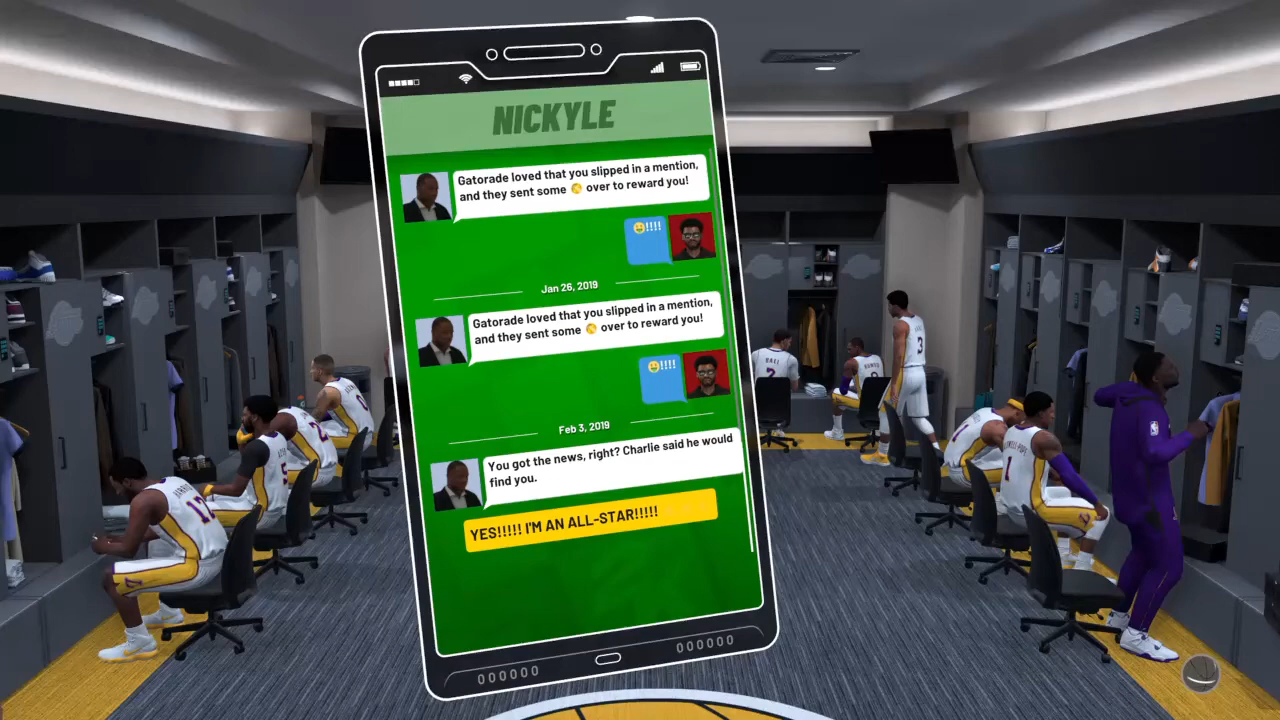 NICKYLE
Gatorade loved that you slipped in a mention,
and they sent some over to reward you!
!!!!
Jan 26, 2019
Gatorade loved that you slipped in a mention,
and they sent some over to reward you!
!!!!
Feb 3, 2019
You got the news, right? Charlie said he would
find you.
YES!!!!! I'M AN ALL-STAR!!!!!
3
1